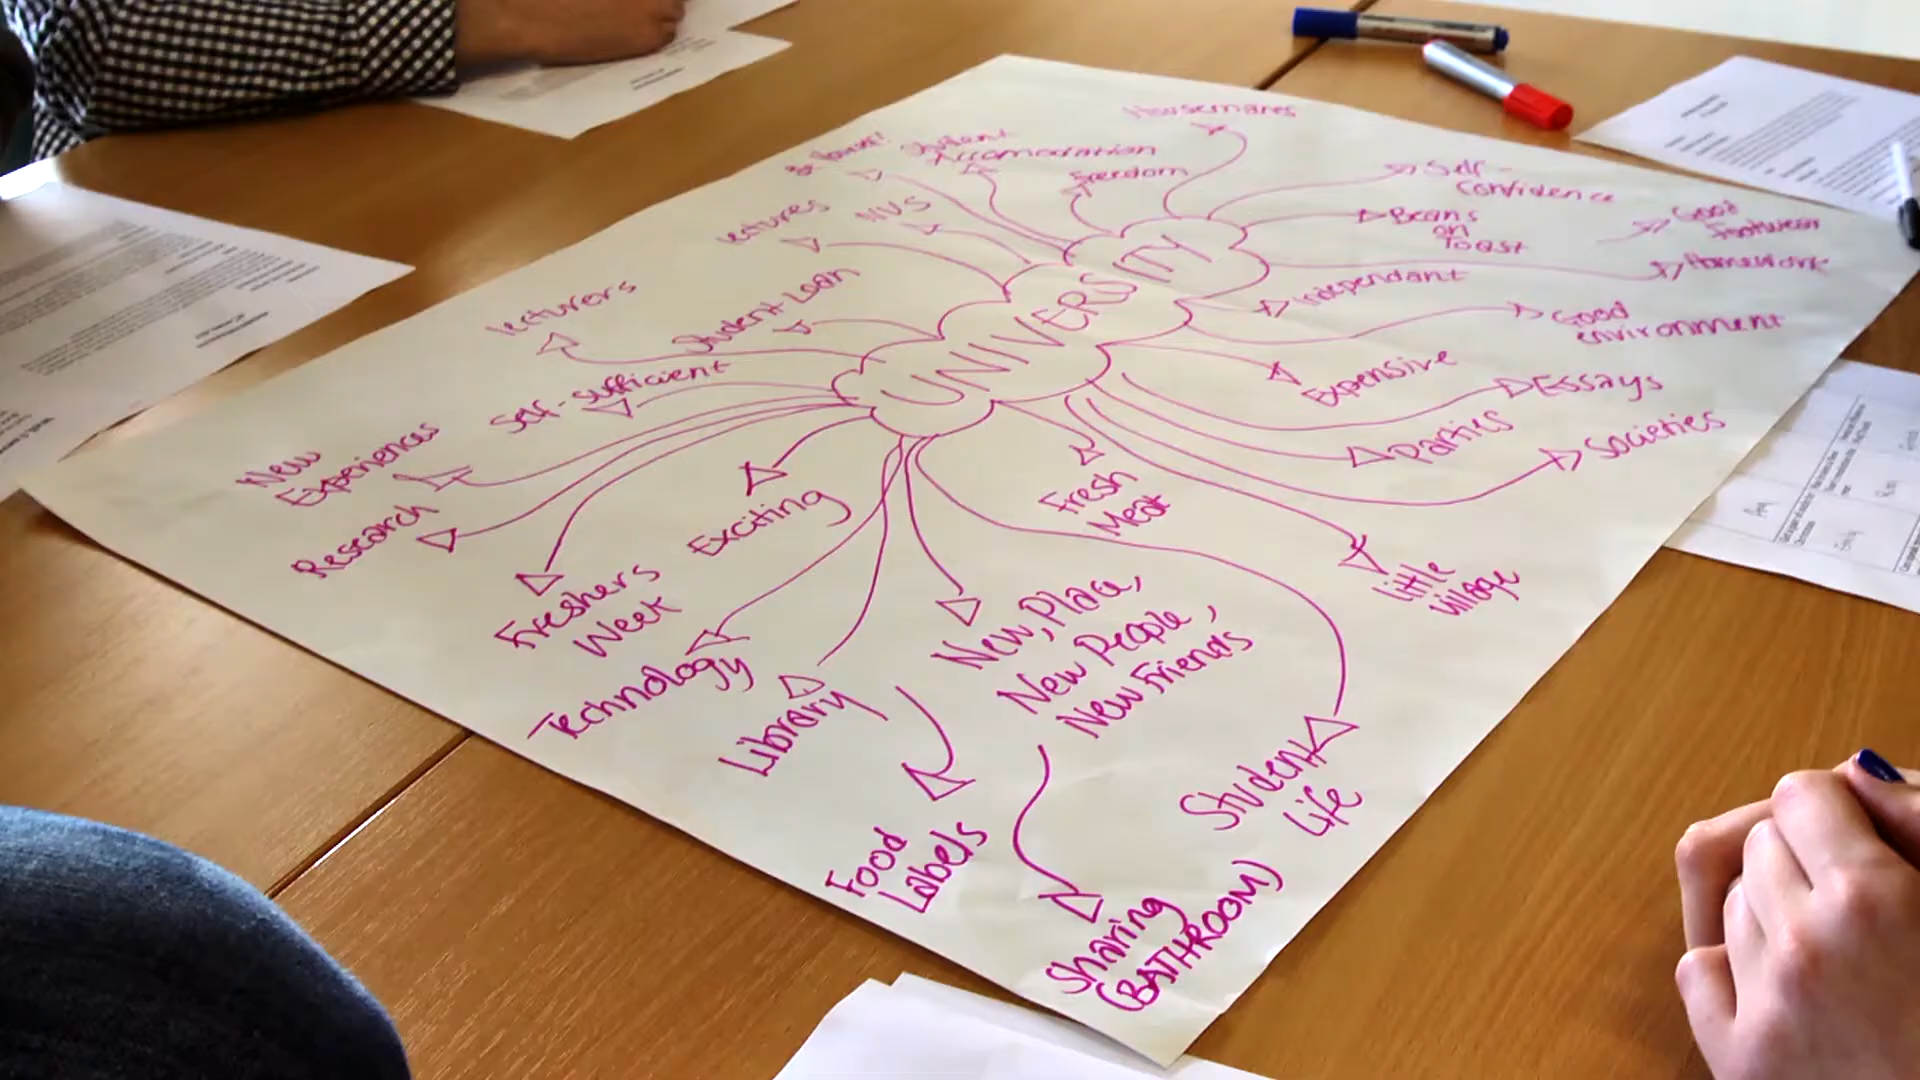 UNIVERSITY
Housemates
Student
Accomodation
Be Yourself!
Freedom
NUS
Lectures
Lecturers
Student Loan
Self-sufficient
New
Experiences
Research
Freshers
Week
Exciting
Technology
Library
Food
Labels
New, Place,
New People,
New Friends
Sharing
(BATHROOM)
Student
Life
Fresh
Meat
Little
Village
Societies
Parties
Essays
Expensive
Good
environment
Independant
Homework
Good
Footwear
Beans
on
Toast
Self-
Confidence